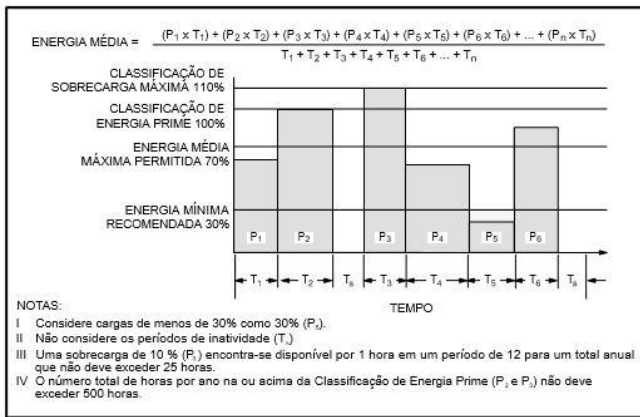 ENERGIA MÉDIA = (P1 x T1) + (P2 x T2) + (P3 x T3) + (P4 x T4) + (P5 x T5) + (P6 x T6) + ... + (Pn x Tn)
T1 + T2 + T3 + T4 + T5 + T6 + ... + Tn
CLASSIFICAÇÃO DE
SOBRECARGA MÁXIMA 110%
CLASSIFICAÇÃO DE
ENERGIA PRIME 100%
ENERGIA MÉDIA
MÁXIMA PERMITIDA 70%
ENERGIA MÍNIMA
RECOMENDADA 30%
P1 P2 P3 P4 P5 P6
T1 T2 Ts T3 T4 T5 T6 Ts
TEMPO
NOTAS:
I Considere cargas de menos de 30% como 30% (P5).
II Não considere os períodos de inatividade (Ts)
III Uma sobrecarga de 10 % (P3) encontra-se disponível por 1 hora em um período de 12 para um total anual
que não deve exceder 25 horas.
IV O número total de horas por ano na ou acima da Classificação de Energia Prime (P2 e P3) não deve
exceder 500 horas.